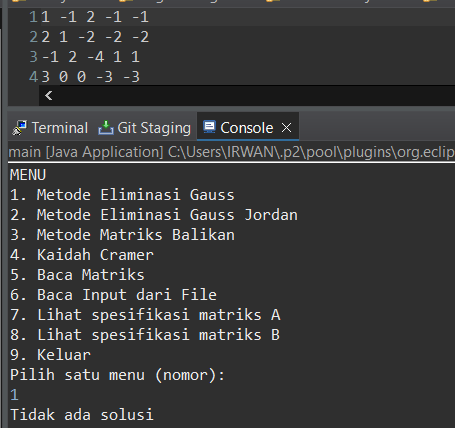 1 1 -1 2 -1 -1
2 2 1 -2 -2 -2
3 -1 2 -4 1 1
4 3 0 0 -3 -3
<
Terminal Git Staging Console ×
main [Java Application] C:\Users\IRWAN\.p2\pool\plugins\org.eclip
MENU
1. Metode Eliminasi Gauss
2. Metode Eliminasi Gauss Jordan
3. Metode Matriks Balikan
4. Kaidah Cramer
5. Baca Matriks
6. Baca Input dari File
7. Lihat spesifikasi matriks A
8. Lihat spesifikasi matriks B
9. Keluar
Pilih satu menu (nomor):
1
Tidak ada solusi